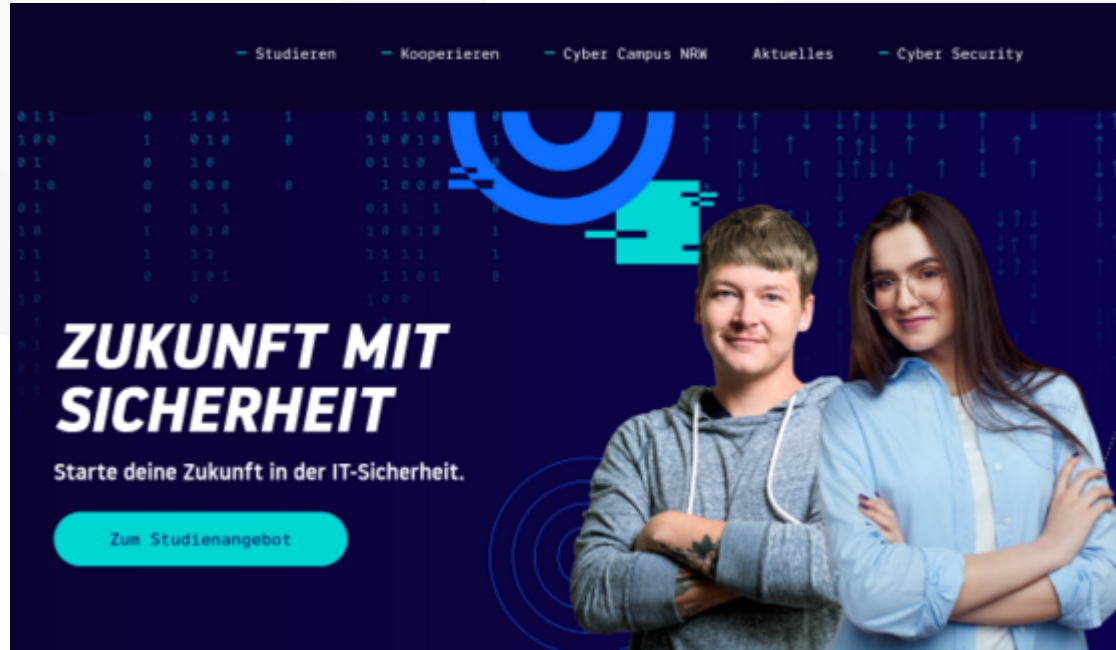 Studieren
Kooperieren
Cyber Campus NRW
Aktuelles
Cyber Security
ZUKUNFT MIT
SICHERHEIT
Starte deine Zukunft in der IT-Sicherheit.
Zum Studienangebot